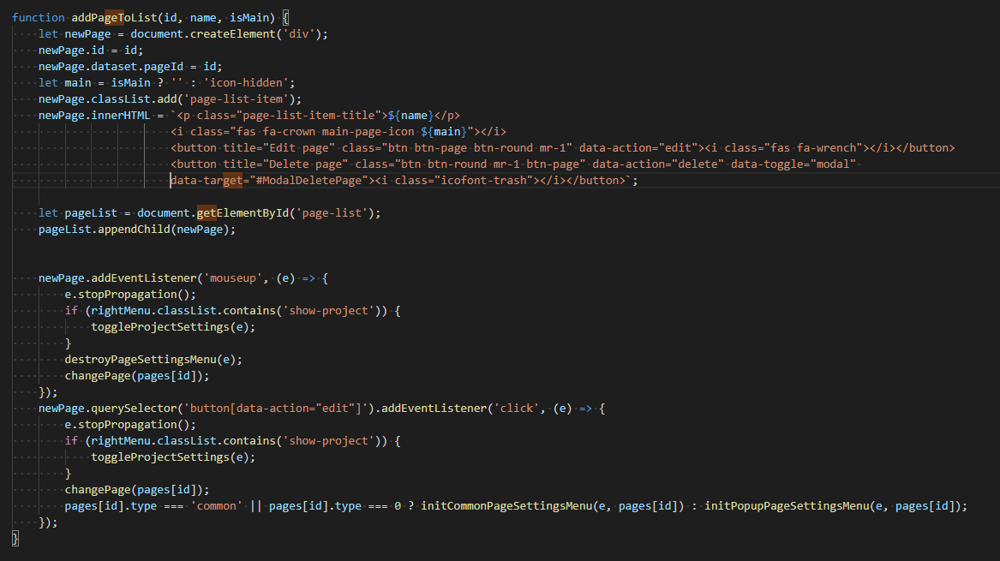 function addPageToList(id, name, isMain) {
    let newPage = document.createElement('div');
    newPage.id = id;
    newPage.dataset.pageId = id;
    let main = isMain ? '' : 'icon-hidden';
    newPage.classList.add('page-list-item');
    newPage.innerHTML = `<p class="page-list-item-title">${name}</p>
                        <i class="fas fa-crown main-page-icon ${main}"></i>
                        <button title="Edit page" class="btn btn-page btn-round mr-1" data-action="edit"><i class="fas fa-wrench"></i></button>
                        <button title="Delete page" class="btn btn-round mr-1 btn-page" data-action="delete" data-toggle="modal"
                        data-target="#ModalDeletePage"><i class="icofont-trash"></i></button>`;
    let pageList = document.getElementById('page-list');
    pageList.appendChild(newPage);
    newPage.addEventListener('mouseup', (e) => {
        e.stopPropagation();
        if (rightMenu.classList.contains('show-project')) {
            toggleProjectSettings(e);
        }
        destroyPageSettingsMenu(e);
        changePage(pages[id]);
    });
    newPage.querySelector('button[data-action="edit"]').addEventListener('click', (e) => {
        e.stopPropagation();
        if (rightMenu.classList.contains('show-project')) {
            toggleProjectSettings(e);
        }
        changePage(pages[id]);
        pages[id].type === 'common' || pages[id].type === 0 ? initCommonPageSettingsMenu(e, pages[id]) : initPopupPageSettingsMenu(e, pages[id]);
    });
}